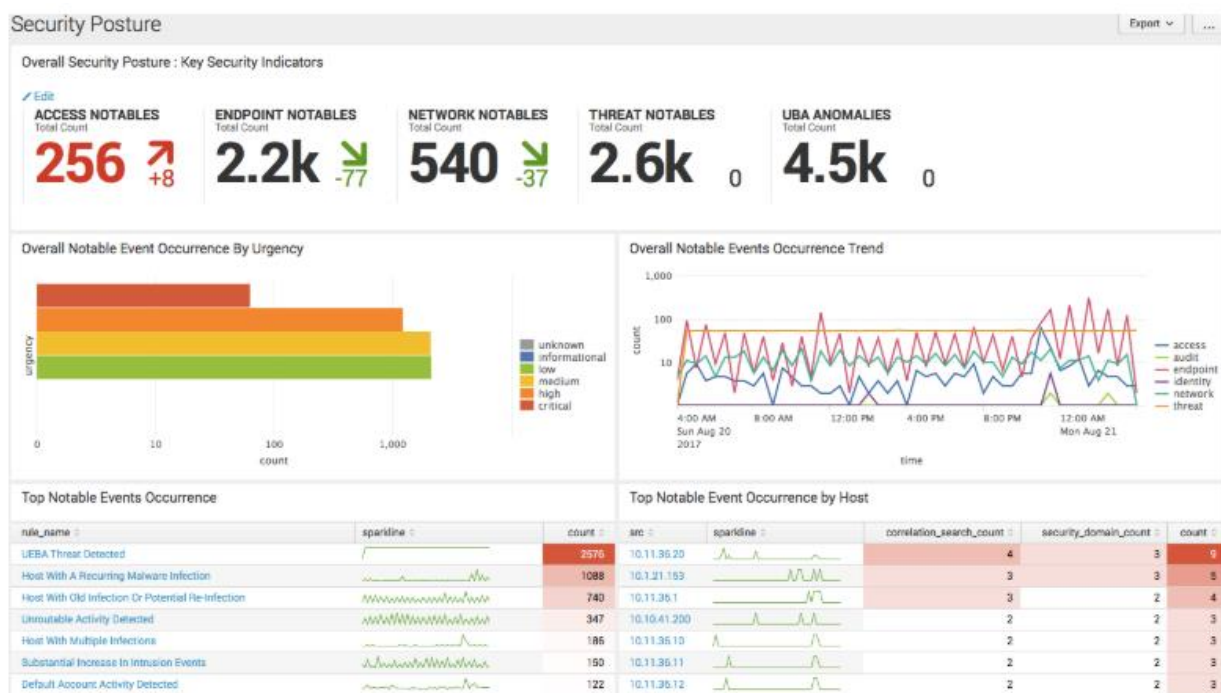 Security Posture
Export
...
Overall Security Posture : Key Security Indicators
Edit
ACCESS NOTABLES
Total Count
256 +8
ENDPOINT NOTABLES
Total Count
2.2k -77
NETWORK NOTABLES
Total Count
540 -37
THREAT NOTABLES
Total Count
2.6k 0
UBA ANOMALIES
Total Count
4.5k 0
Overall Notable Event Occurrence By Urgency
urgency
unknown
informational
low
medium
high
critical
0 10 100 1,000
count
Overall Notable Events Occurrence Trend
count
1,000
100
10
access
audit
endpoint
identity
network
threat
4:00 AM 8:00 AM 12:00 PM 4:00 PM 8:00 PM 12:00 AM
Sun Aug 20 Mon Aug 21
2017
time
Top Notable Events Occurrence
rule_name sparkline count
UEBA Threat Detected 2576
Host With A Recurring Malware Infection 1088
Host With Old Infection Or Potential Re-Infection 740
Unroutable Activity Detected 347
Host With Multiple Infections 186
Substantial Increase In Intrusion Events 150
Default Account Activity Detected 122
Top Notable Event Occurrence by Host
src sparkline correlation_search_count security_domain_count count
10.11.36.20 4 3 9
10.1.21.153 3 3 5
10.11.36.1 3 2 4
10.10.41.200 2 2 3
10.11.36.10 2 2 3
10.11.36.11 2 2 3
10.11.36.12 2 2 3